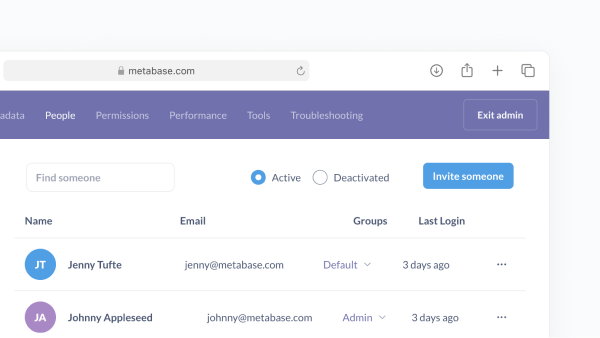 metabase.com
adata People Permissions Performance Tools Troubleshooting Exit admin
Find someone Active Deactivated Invite someone
Name Email Groups Last Login
JT Jenny Tufte jenny@metabase.com Default 3 days ago ...
JA Johnny Appleseed johnny@metabase.com Admin 3 days ago ...